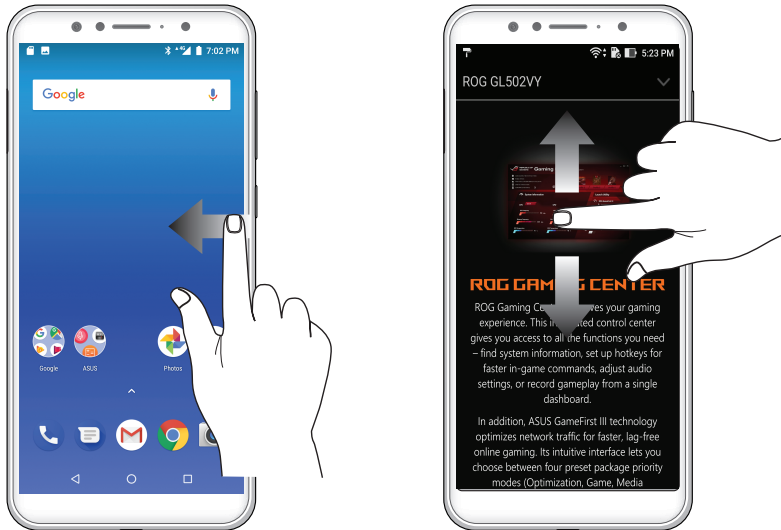 7:02 PM
Google
Google
ASUS
Photos
5:23 PM
ROG GL502VY
Gaming
ROG GAM G CENTER
ROG Gaming Ce ves your gaming
experience. This in ted control center
gives you access to all the functions you need
– find system information, set up hotkeys for
faster in-game commands, adjust audio
settings, or record gameplay from a single
dashboard.
In addition, ASUS GameFirst III technology
optimizes network traffic for faster, lag-free
online gaming. Its intuitive interface lets you
choose between four preset package priority
modes (Optimization, Game, Media